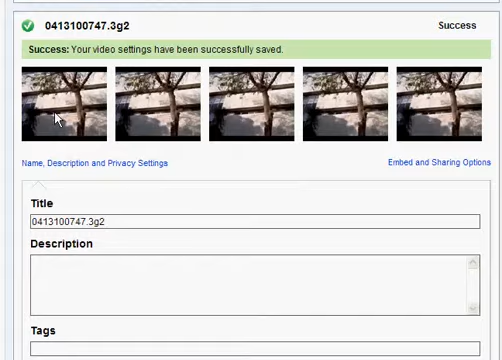 0413100747.3g2 Success
Success: Your video settings have been successfully saved.
Name, Description and Privacy Settings Embed and Sharing Options
Title
0413100747.3g2
Description
Tags